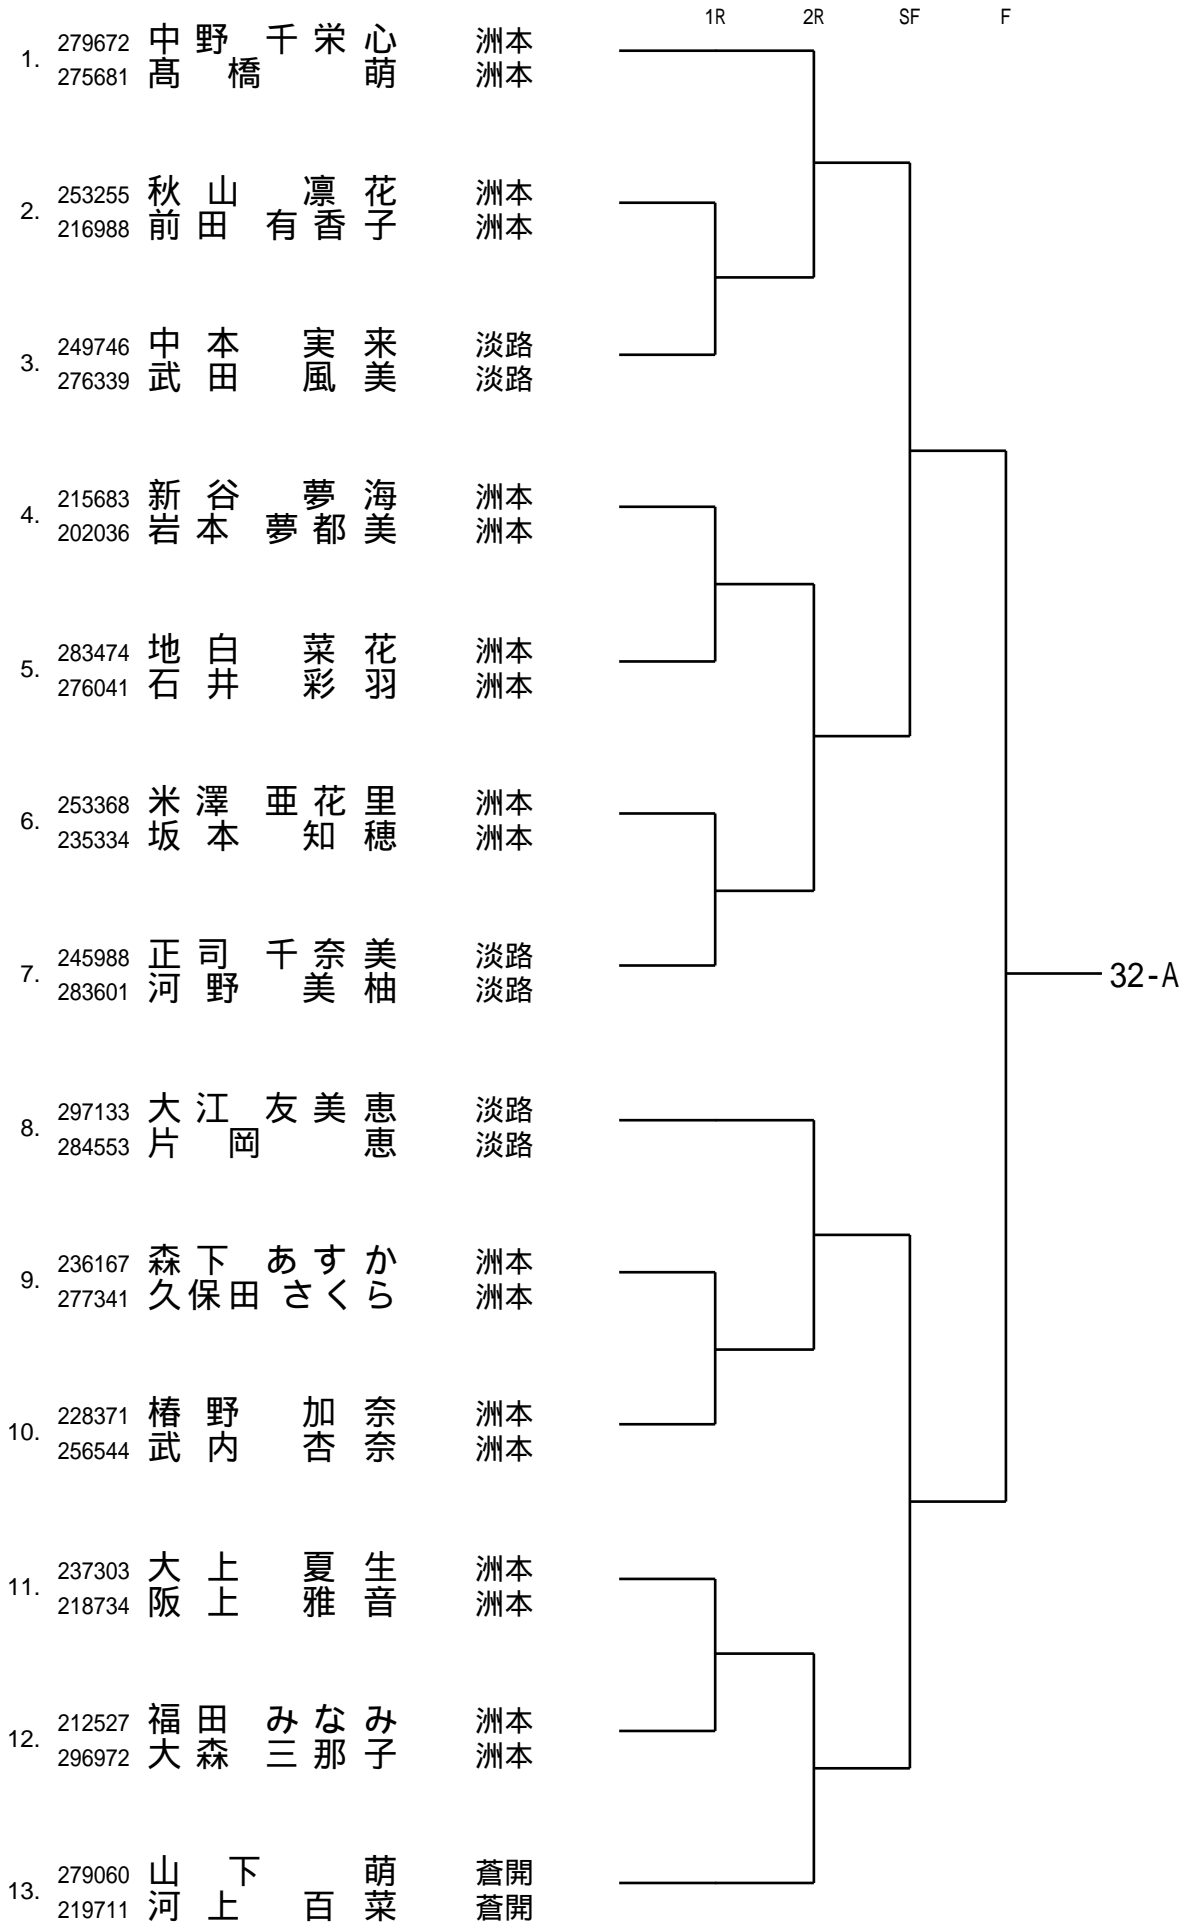 1R 2R SF F
1. 279672 中野 千栄心 洲本
275681 髙橋 萌 洲本
2. 253255 秋山 凛花 洲本
216988 前田 有香子 洲本
3. 249746 中本 実来 淡路
276339 武田 風美 淡路
4. 215683 新谷 夢海 洲本
202036 岩本 夢都美 洲本
5. 283474 地白 菜花 洲本
276041 石井 彩羽 洲本
6. 253368 米澤 亜花里 洲本
235334 坂本 知穂 洲本
7. 245988 正司 千奈美 淡路
283601 河野 美柚 淡路
32-A
8. 297133 大江 友美恵 淡路
284553 片岡 恵 淡路
9. 236167 森下 あすか 洲本
277341 久保田 さくら 洲本
10. 228371 椿野 加奈 洲本
256544 武内 杏奈 洲本
11. 237303 大上 夏生 洲本
218734 阪上 雅音 洲本
12. 212527 福田 みなみ 洲本
296972 大森 三那子 洲本
13. 279060 山下 萌 蒼開
219711 河上 百菜 蒼開